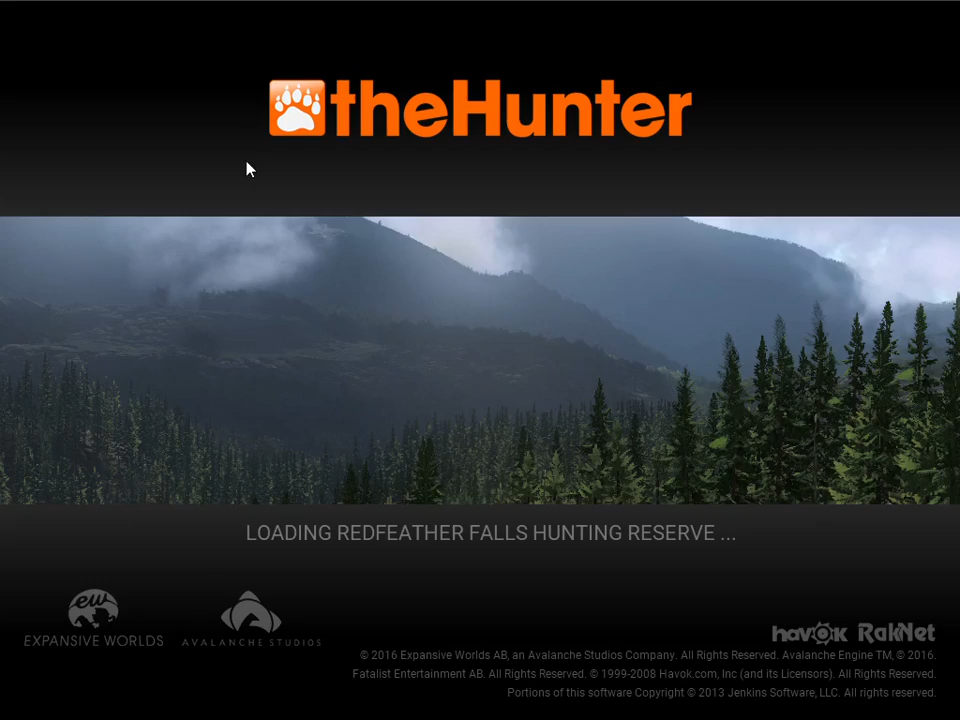 theHunter
LOADING REDFEATHER FALLS HUNTING RESERVE ...
ew
EXPANSIVE WORLDS
AVALANCHE STUDIOS
havok RakNet
© 2016 Expansive Worlds AB, an Avalanche Studios Company. All Rights Reserved. Avalanche Engine TM, © 2016.
Fatalist Entertainment AB. All Rights Reserved. © 1999-2008 Havok.com, Inc (and its Licensors). All Rights Reserved.
Portions of this software Copyright © 2013 Jenkins Software, LLC. All rights reserved.